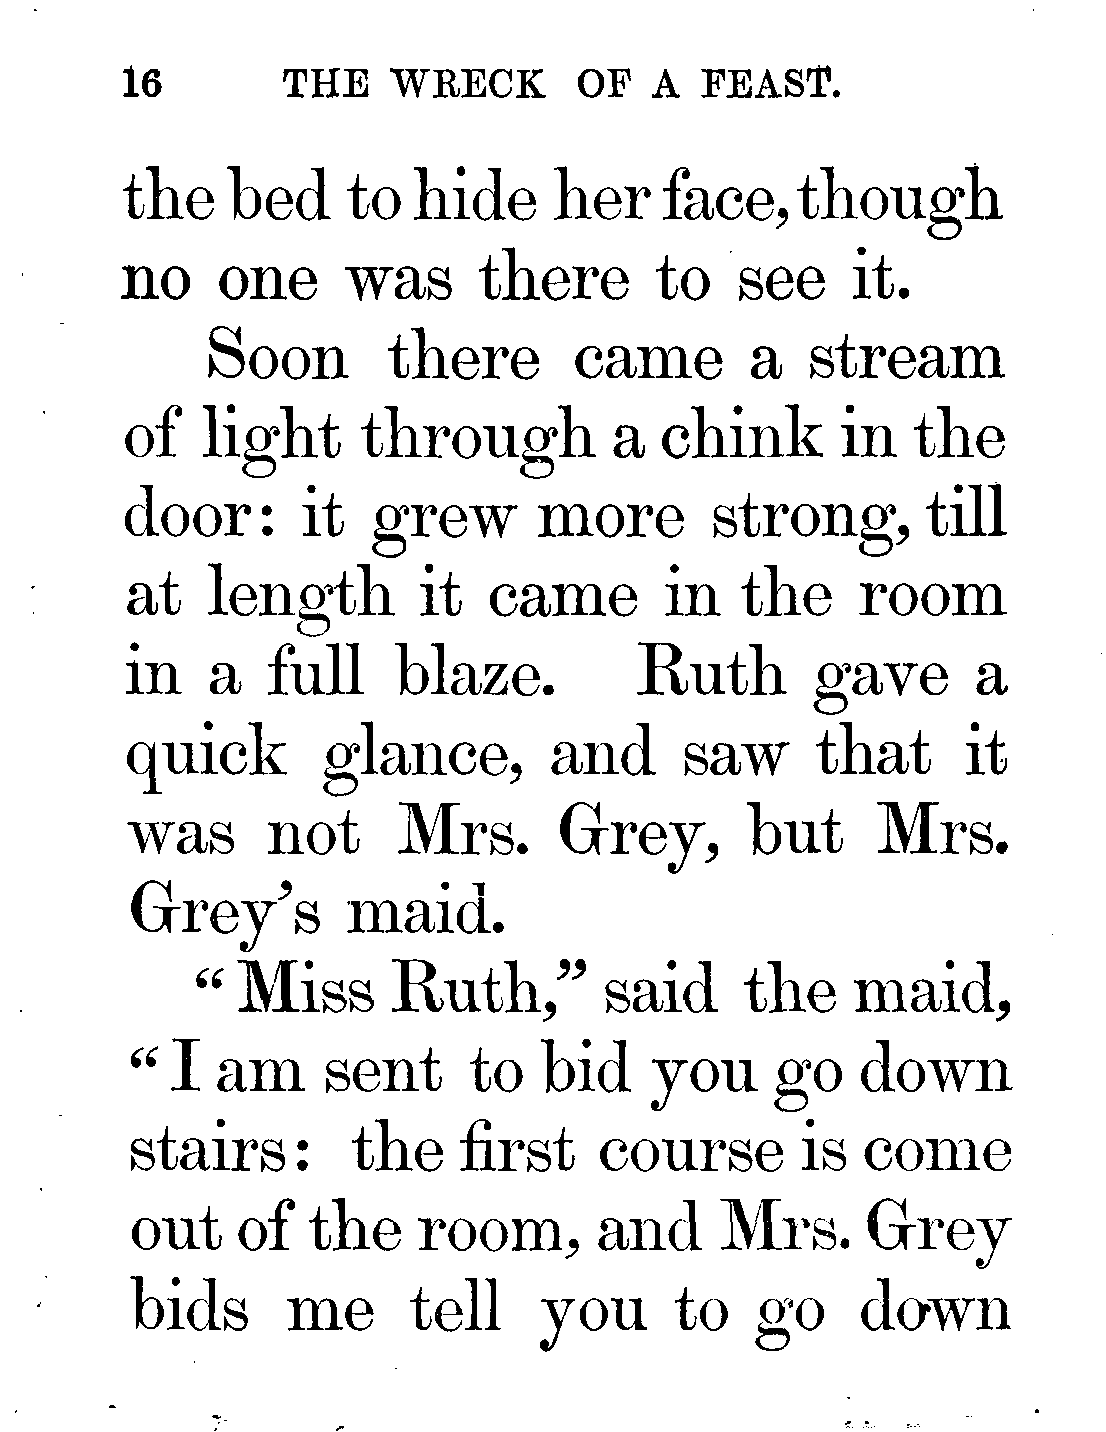 16 THE WRECK OF A FEAST.
the bed to hide her face, though
no one was there to see it.
Soon there came a stream
of light through a chink in the
door: it grew more strong, till
at length it came in the room
in a full blaze. Ruth gave a
quick glance, and saw that it
was not Mrs. Grey, but Mrs.
Grey's maid.
“Miss Ruth,” said the maid,
“I am sent to bid you go down
stairs: the first course is come
out of the room, and Mrs. Grey
bids me tell you to go down